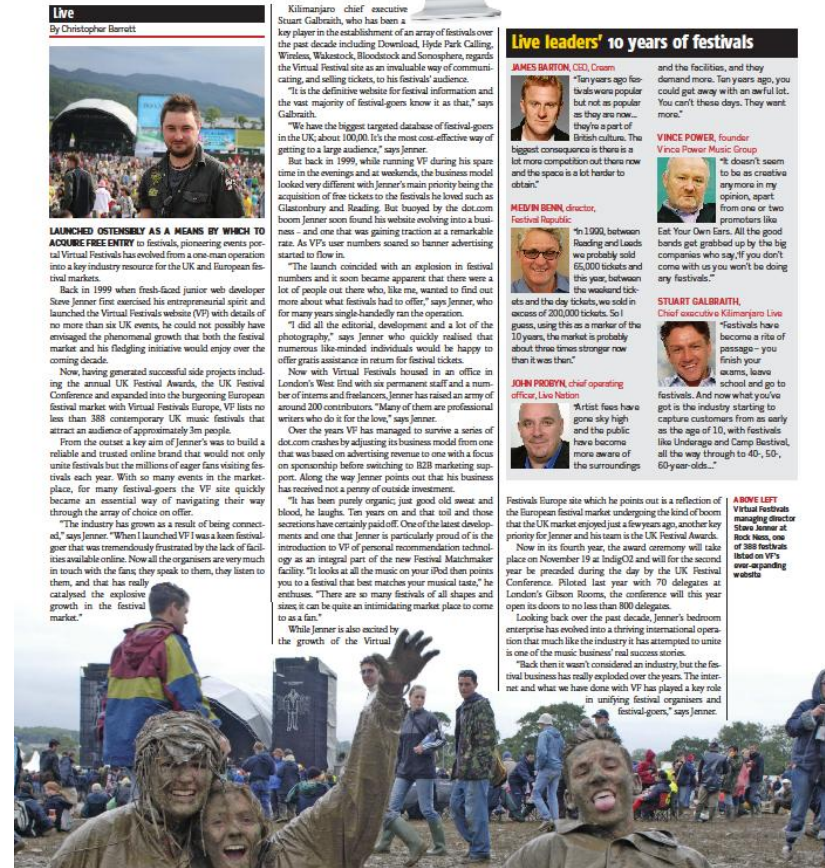 Live
By Christopher Barrett
LAUNCHED OSTENSIBLY AS A MEANS BY WHICH TO
ACQUIRE FREE ENTRY to festivals, pioneering events por-
tal Virtual Festivals has evolved from a one-man operation
into a key industry resource for the UK and European fes-
tival markets.
Back in 1999 when fresh-faced junior web developer
Steve Jenner first exercised his entrepreneurial spirit and
launched the Virtual Festivals website (VF) with details of
no more than six UK events, he could not possibly have
envisaged the phenomenal growth that both the festival
market and his fledgling initiative would enjoy over the
coming decade.
Now, having generated successful side projects includ-
ing the annual UK Festival Awards, the UK Festival
Conference and expanded into the burgeoning European
festival market with Virtual Festivals Europe, VF lists no
less than 388 contemporary UK music festivals that
attract an audience of approximately 3m people.
From the outset a key aim of Jenner's was to build a
reliable and trusted online brand that would not only
unite festivals but the millions of eager fans visiting fes-
tivals each year. With so many events in the market-
place, for many festival-goers the VF site quickly
became an essential way of navigating their way
through the array of choice on offer.
"The industry has grown as a result of being connect-
ed," says Jenner. "When I launched VF I was a keen festival-
goer that was tremendously frustrated by the lack of facil-
ities available online. Now all the organisers are very much
in touch with the fans; they speak to them, they listen to
them, and that has really
catalysed the explosive
growth in the festival
market."
Kilimanjaro chief executive
Stuart Galbraith, who has been a
key player in the establishment of an array of festivals over
the past decade including Download, Hyde Park Calling,
Wireless, Wakestock, Bloodstock and Sonosphere, regards
the Virtual Festival site as an invaluable way of communi-
cating, and selling tickets, to his festivals' audience.
"It is the definitive website for festival information and
the vast majority of festival-goers know it as that," says
Galbraith.
"We have the biggest targeted database of festival-goers
in the UK; about 100,00. It's the most cost-effective way of
getting to a large audience," says Jenner.
But back in 1999, while running VF during his spare
time in the evenings and at weekends, the business model
looked very different with Jenner's main priority being the
acquisition of free tickets to the festivals he loved such as
Glastonbury and Reading. But buoyed by the dot.com
boom Jenner soon found his website evolving into a busi-
ness – and one that was gaining traction at a remarkable
rate. As VF's user numbers soared so banner advertising
started to flow in.
"The launch coincided with an explosion in festival
numbers and it soon became apparent that there were a
lot of people out there who, like me, wanted to find out
more about what festivals had to offer," says Jenner, who
for many years single-handedly ran the operation.
"I did all the editorial, development and a lot of the
photography," says Jenner who quickly realised that
numerous like-minded individuals would be happy to
offer gratis assistance in return for festival tickets.
Now with Virtual Festivals housed in an office in
London's West End with six permanent staff and a num-
ber of interns and freelancers, Jenner has raised an army of
around 200 contributors. "Many of them are professional
writers who do it for the love," says Jenner.
Over the years VF has managed to survive a series of
dot.com crashes by adjusting its business model from one
that was based on advertising revenue to one with a focus
on sponsorship before switching to B2B marketing sup-
port. Along the way Jenner points out that his business
has received not a penny of outside investment.
"It has been purely organic; just good old sweat and
blood, he laughs. Ten years on and that toil and those
secretions have certainly paid off. One of the latest develop-
ments and one that Jenner is particularly proud of is the
introduction to VF of personal recommendation technol-
ogy as an integral part of the new Festival Matchmaker
facility. "It looks at all the music on your iPod then points
you to a festival that best matches your musical taste," he
enthuses. "There are so many festivals of all shapes and
sizes; it can be quite an intimidating market place to come
to as a fan."
While Jenner is also excited by
the growth of the Virtual
Live leaders' 10 years of festivals
JAMES BARTON, CEO, Cream
"Ten years ago fes-
tivals were popular
but not as popular
as they are now...
they're a part of
British culture. The
biggest consequence is there is a
lot more competition out there now
and the space is a lot harder to
obtain."
MELVIN BENN, director,
Festival Republic
"In 1999, between
Reading and Leeds
we probably sold
65,000 tickets and
this year, between
the weekend tick-
ets and the day tickets, we sold in
excess of 200,000 tickets. So I
guess, using this as a marker of the
10 years, the market is probably
about three times stronger now
than it was then."
JOHN PROBYN, chief operating
officer, Live Nation
"Artist fees have
gone sky high
and the public
have become
more aware of
the surroundings
and the facilities, and they
demand more. Ten years ago, you
could get away with an awful lot.
You can't these days. They want
more."
VINCE POWER, founder
Vince Power Music Group
"It doesn't seem
to be as creative
anymore in my
opinion, apart
from one or two
promoters like
Eat Your Own Ears. All the good
bands get grabbed up by the big
companies who say, 'If you don't
come with us you won't be doing
any festivals.'"
STUART GALBRAITH,
Chief executive Kilimanjaro Live
"Festivals have
become a rite of
passage – you
finish your
exams, leave
school and go to
festivals. And now what you've
got is the industry starting to
capture customers from as early
as the age of 10, with festivals
like Underage and Camp Bestival,
all the way through to 40-, 50-,
60-year-olds..."
Festivals Europe site which he points out is a reflection of
the European festival market undergoing the kind of boom
that the UK market enjoyed just a few years ago, another key
priority for Jenner and his team is the UK Festival Awards.
Now in its fourth year, the award ceremony will take
place on November 19 at IndigO2 and will for the second
year be preceded during the day by the UK Festival
Conference. Piloted last year with 70 delegates at
London's Gibson Rooms, the conference will this year
open its doors to no less than 800 delegates.
Looking back over the past decade, Jenner's bedroom
enterprise has evolved into a thriving international opera-
tion that much like the industry it has attempted to unite
is one of the music business' real success stories.
"Back then it wasn't considered an industry, but the fes-
tival business has really exploded over the years. The inter-
net and what we have done with VF has played a key role
in unifying festival organisers and
festival-goers," says Jenner.
ABOVE LEFT
Virtual Festivals
managing director
Steve Jenner at
Rock Ness, one
of 388 festivals
listed on VF's
ever-expanding
website